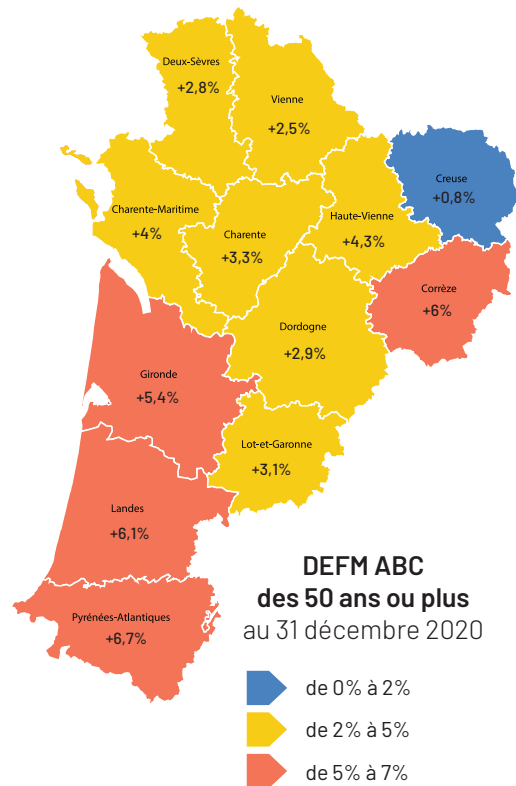 Deux-Sèvres
+2,8%
Vienne
+2,5%
Creuse
+0,8%
Charente-Maritime
+4%
Charente
+3,3%
Haute-Vienne
+4,3%
Corrèze
+6%
Dordogne
+2,9%
Gironde
+5,4%
Lot-et-Garonne
+3,1%
Landes
+6,1%
Pyrénées-Atlantiques
+6,7%
DEFM ABC
des 50 ans ou plus
au 31 décembre 2020
de 0% à 2%
de 2% à 5%
de 5% à 7%